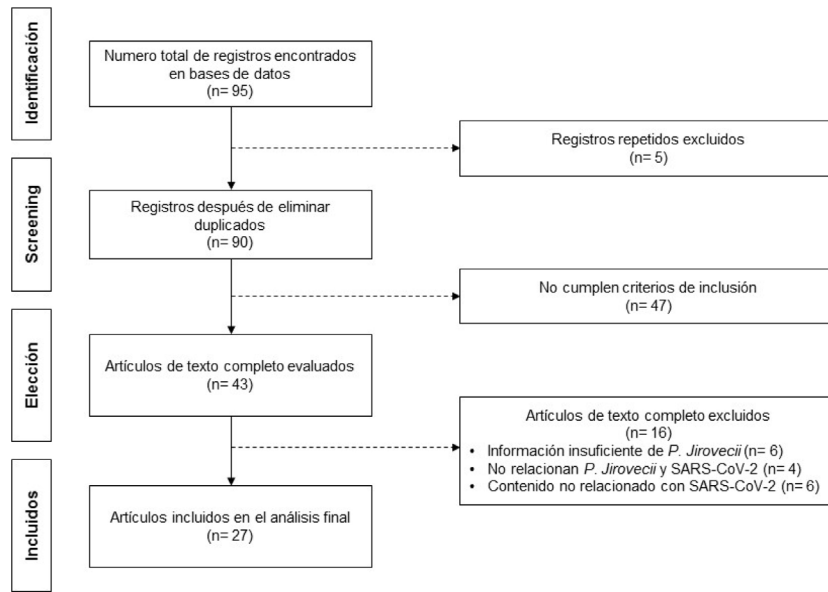 Identificación
Numero total de registros encontrados
en bases de datos
(n= 95)
Registros repetidos excluidos
(n= 5)
Screening
Registros después de eliminar
duplicados
(n= 90)
No cumplen criterios de inclusión
(n= 47)
Elección
Artículos de texto completo evaluados
(n= 43)
Artículos de texto completo excluidos
(n= 16)
• Información insuficiente de P. Jirovecii (n= 6)
• No relacionan P. Jirovecii y SARS-CoV-2 (n= 4)
• Contenido no relacionado con SARS-CoV-2 (n= 6)
Incluidos
Artículos incluidos en el análisis final
(n= 27)